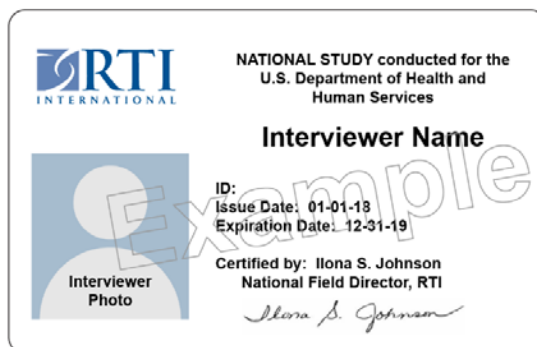 RTI
INTERNATIONAL
NATIONAL STUDY conducted for the
U.S. Department of Health and
Human Services
Interviewer Name
ID:
Issue Date: 01-01-18
Expiration Date: 12-31-19
Certified by: Ilona S. Johnson
National Field Director, RTI
Ilona S. Johnson
Interviewer
Photo
Example